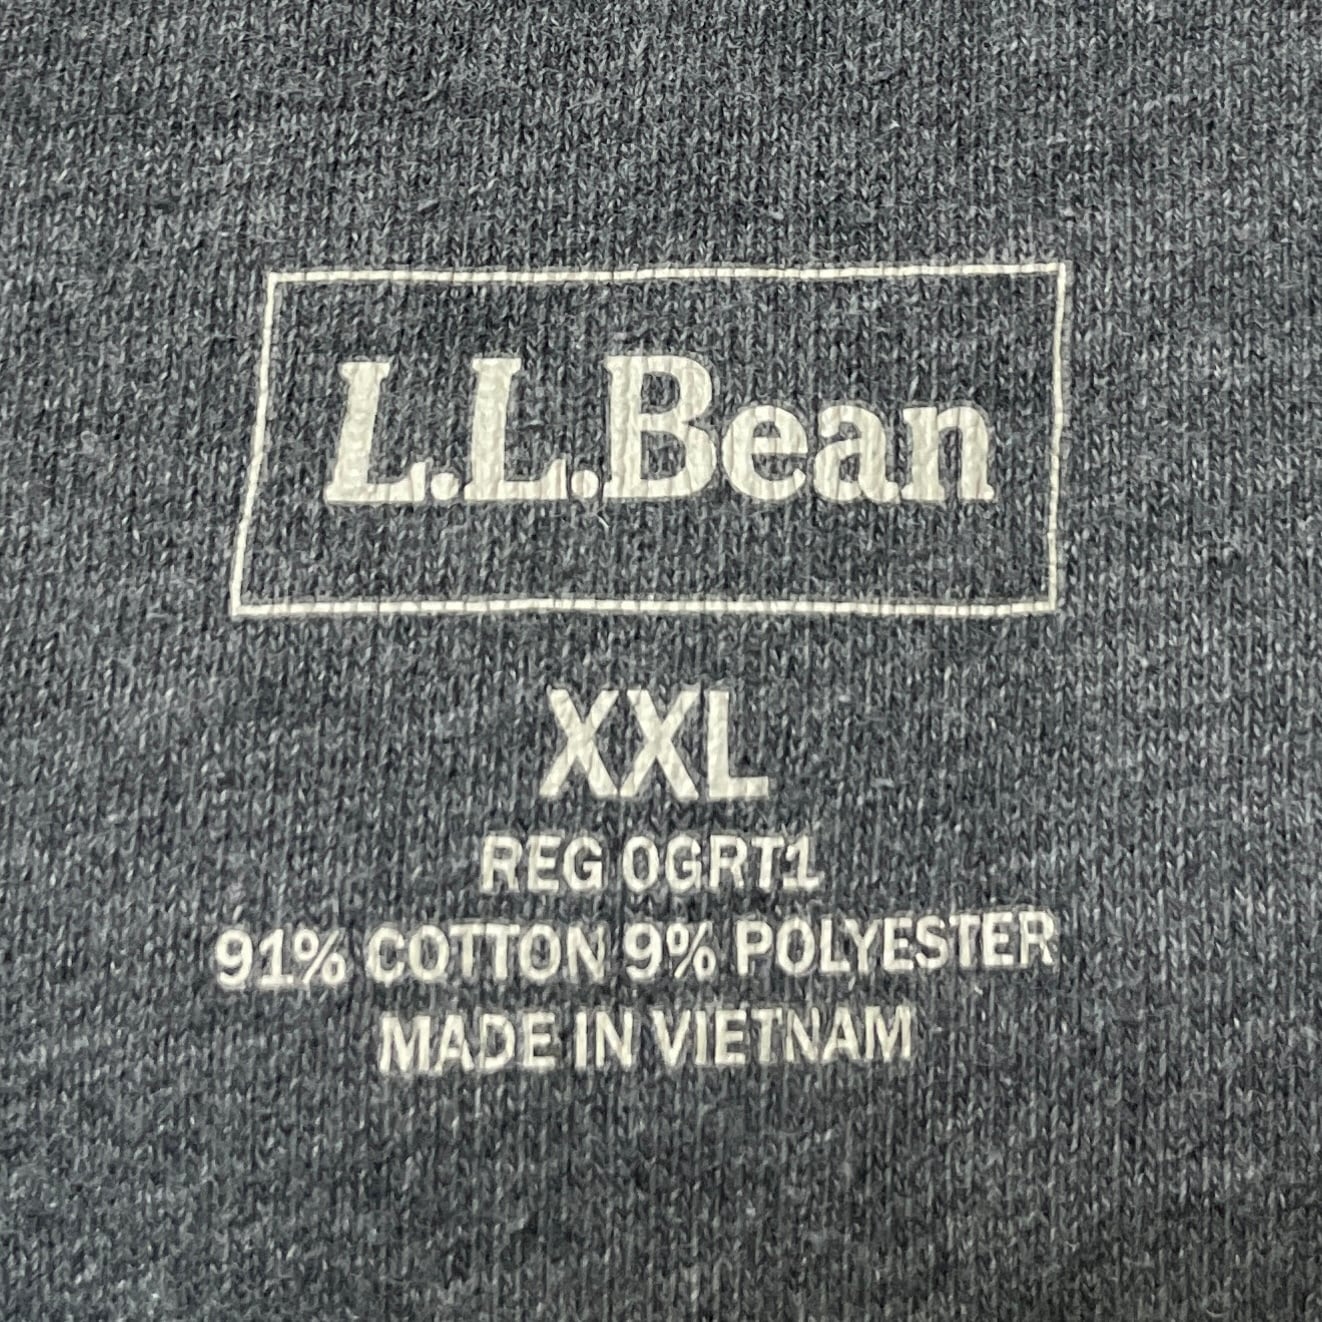 L.L.Bean
XXL
REG 0GRT1
91% COTTON 9% POLYESTER
MADE IN VIETNAM